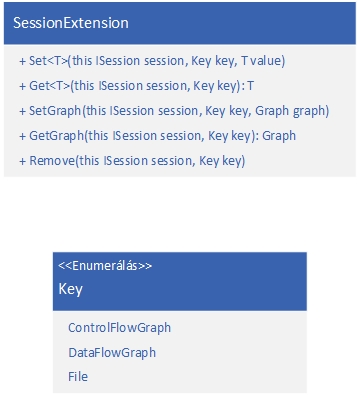 SessionExtension
+ Set<T>(this ISession session, Key key, T value)
+ Get<T>(this ISession session, Key key): T
+ SetGraph(this ISession session, Key key, Graph graph)
+ GetGraph(this ISession session, Key key): Graph
+ Remove(this ISession session, Key key)
<<Enumerálás>>
Key
ControlFlowGraph
DataFlowGraph
File